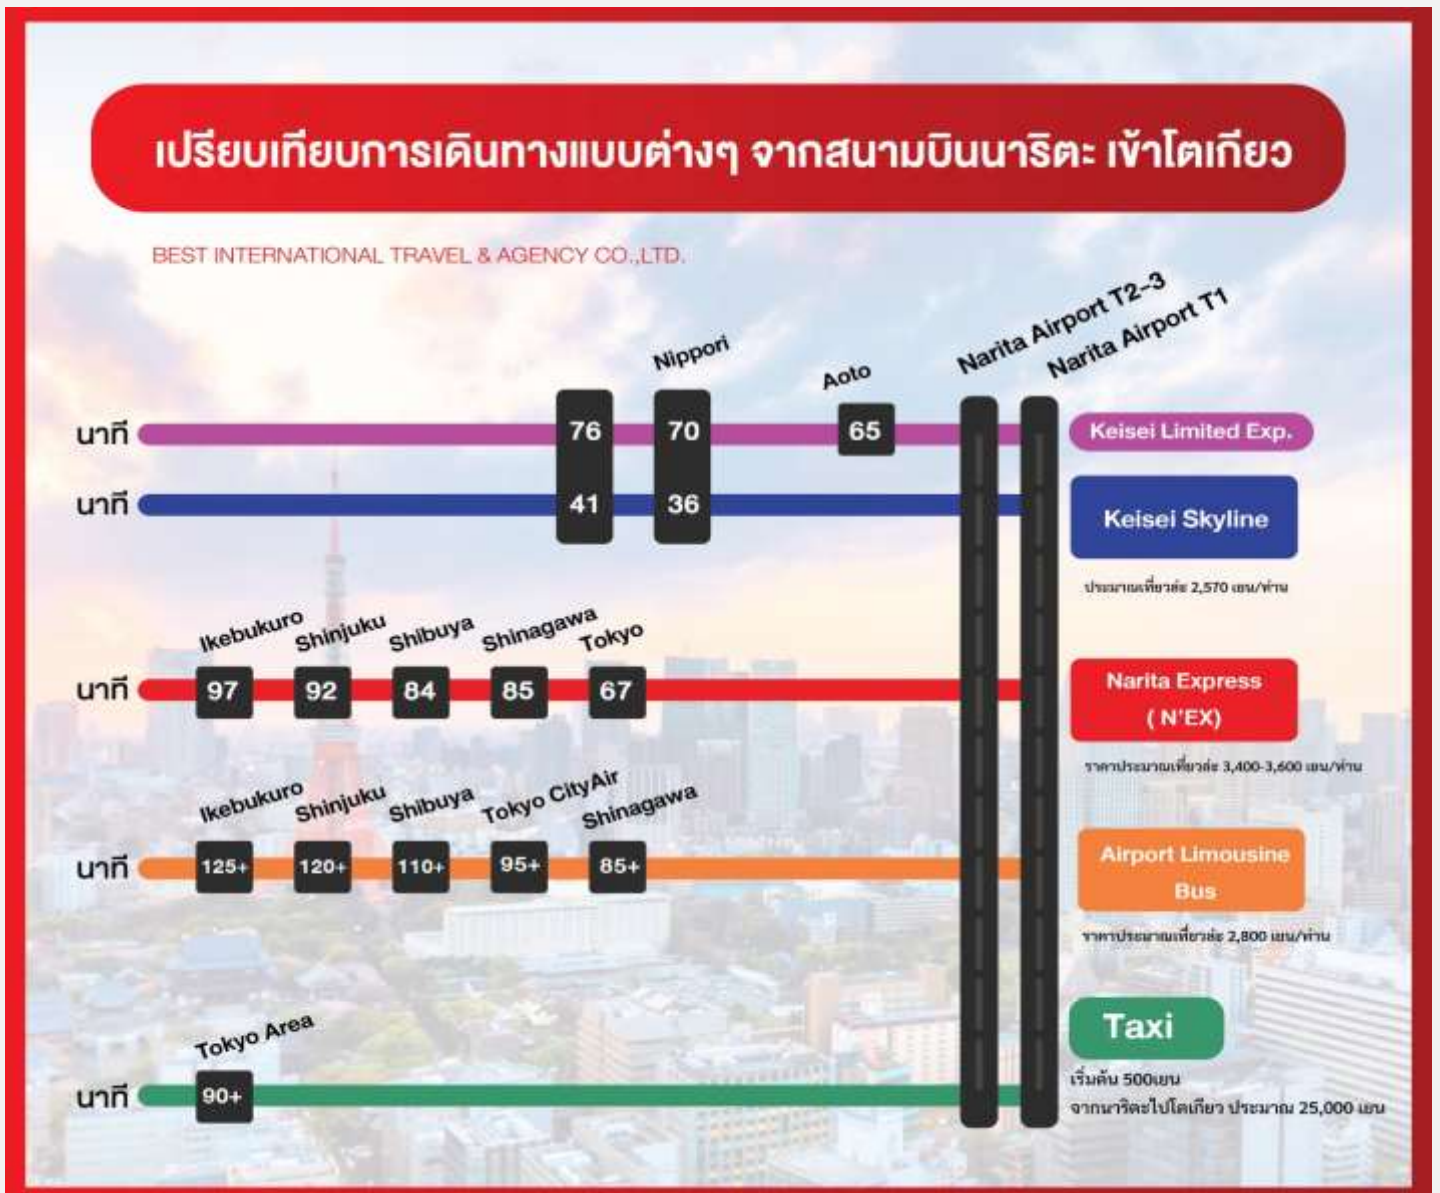 เปรียบเทียบการเดินทางแบบต่างๆ จากสนามบินนาริตะ เข้าโตเกียว
BEST INTERNATIONAL TRAVEL & AGENCY CO.,LTD.
Narita Airport T2-3
Narita Airport T1
Nippori
Aoto
นาที 76 70 65 Keisei Limited Exp.
นาที 41 36 Keisei Skyline
ประมาณเที่ยวล่ะ 2,570 เยน/ท่าน
Ikebukuro Shinjuku Shibuya Shinagawa Tokyo
นาที 97 92 84 85 67 Narita Express
( N'EX)
ราคาประมาณเที่ยวล่ะ 3,400-3,600 เยน/ท่าน
Ikebukuro Shinjuku Shibuya Tokyo CityAir Shinagawa
นาที 125+ 120+ 110+ 95+ 85+ Airport Limousine
Bus
ราคาประมาณเที่ยวล่ะ 2,800 เยน/ท่าน
Tokyo Area
Taxi
นาที 90+
เริ่มต้น 500เยน
จากนาริตะไปโตเกียว ประมาณ 25,000 เยน